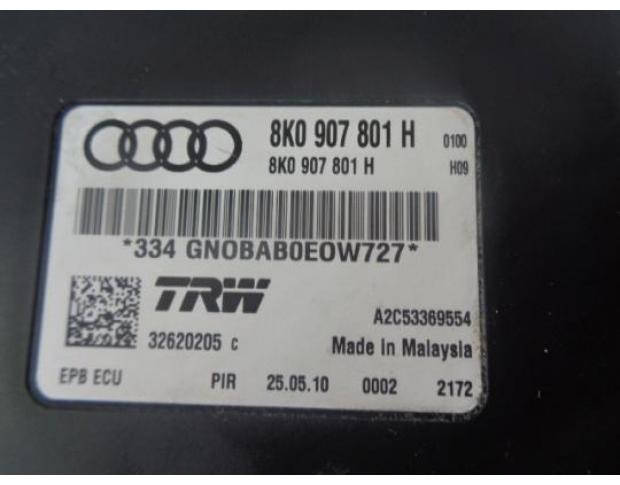 8K0 907 801 H 0100
8K0 907 801 H H09
*334 GN0BAB0E0W727*
TRW
A2C53369554
32620205 c Made in Malaysia
EPB ECU PIR 25.05.10 0002 2172